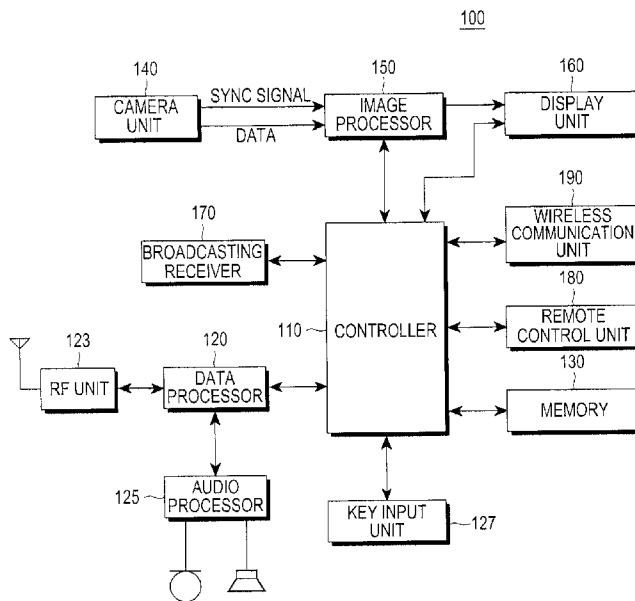 100
140
CAMERA
UNIT
SYNC SIGNAL
DATA
150
IMAGE
PROCESSOR
160
DISPLAY
UNIT
170
BROADCASTING
RECEIVER
190
WIRELESS
COMMUNICATION
UNIT
110
CONTROLLER
180
REMOTE
CONTROL UNIT
123
RF UNIT
120
DATA
PROCESSOR
130
MEMORY
125
AUDIO
PROCESSOR
KEY INPUT
UNIT
127